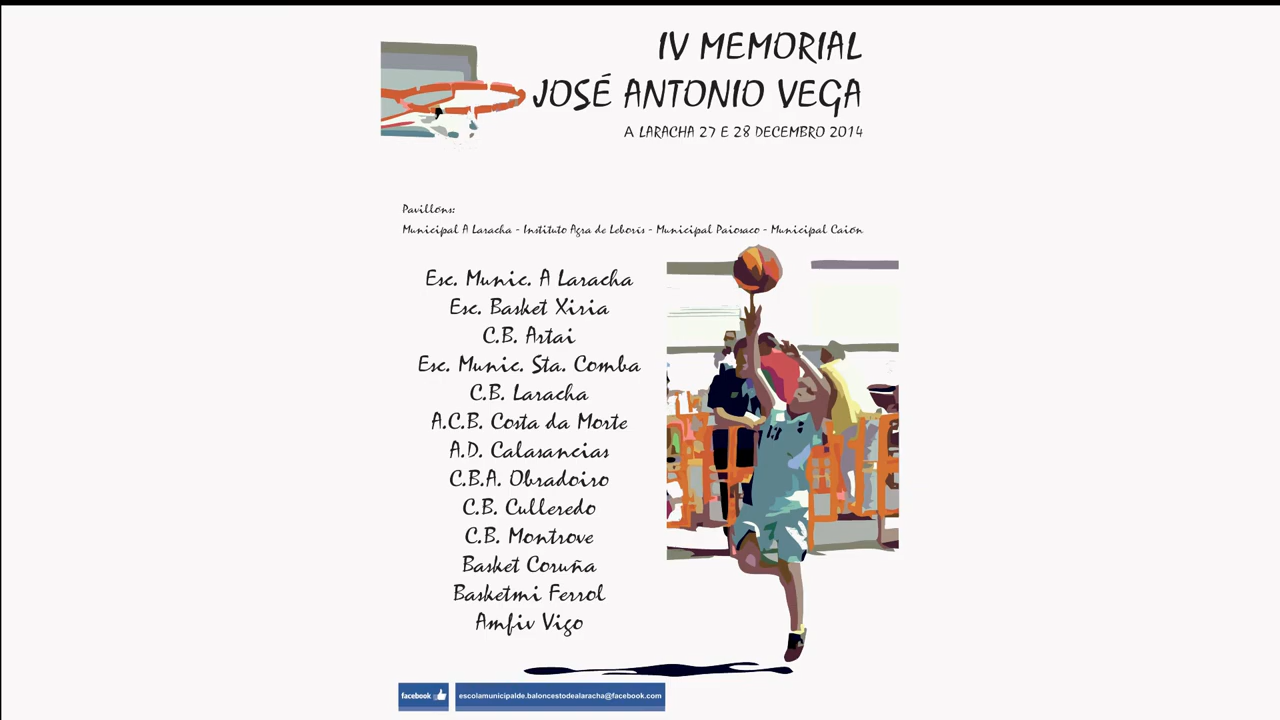 IV MEMORIAL
JOSÉ ANTONIO VEGA
A LARACHA 27 E 28 DECEMBRO 2014
Pavillóns:
Municipal A Laracha - Instituto Agra de Leborís - Municipal Paiosaco - Municipal Caión
Esc. Munic. A Laracha
Esc. Basket Xiria
C.B. Artai
Esc. Munic. Sta. Comba
C.B. Laracha
A.C.B. Costa da Morte
A.D. Calasancias
C.B.A. Obradoiro
C.B. Culleredo
C.B. Montrove
Basket Coruña
Basketmi Ferrol
Amfiv Vigo
13
facebook
escolamunicipalde.baloncestodealaracha@facebook.com